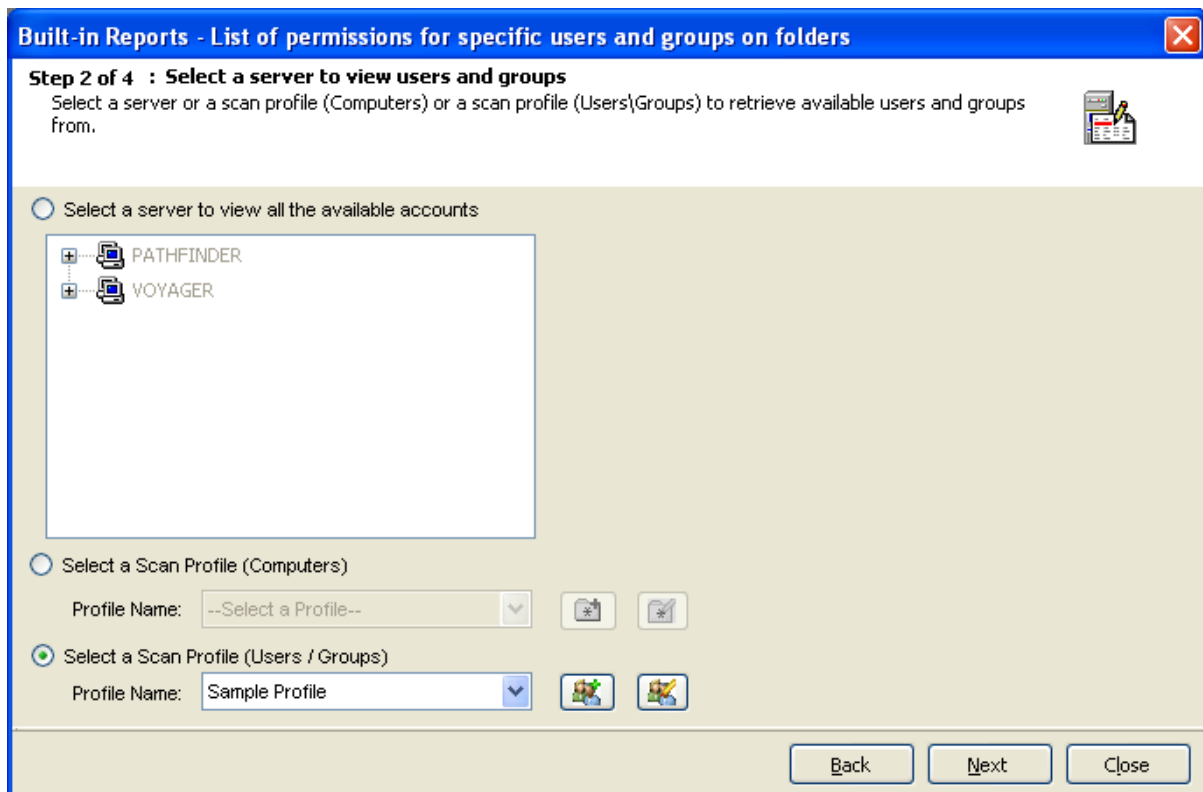 Built-in Reports - List of permissions for specific users and groups on folders
Step 2 of 4 : Select a server to view users and groups
Select a server or a scan profile (Computers) or a scan profile (Users\Groups) to retrieve available users and groups
from.
Select a server to view all the available accounts
PATHFINDER
VOYAGER
Select a Scan Profile (Computers)
Profile Name: --Select a Profile--
Select a Scan Profile (Users / Groups)
Profile Name: Sample Profile
Back Next Close